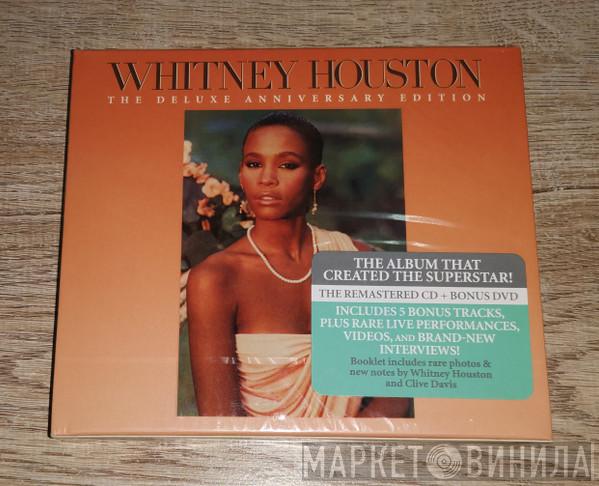 WHITNEY HOUSTON
THE DELUXE ANNIVERSARY EDITION
THE ALBUM THAT
CREATED THE SUPERSTAR!
THE REMASTERED CD + BONUS DVD
INCLUDES 5 BONUS TRACKS,
PLUS RARE LIVE PERFORMANCES,
VIDEOS, AND BRAND-NEW
INTERVIEWS!
Booklet includes rare photos &
new notes by Whitney Houston
and Clive Davis
МАРКЕТ ВИНИЛА